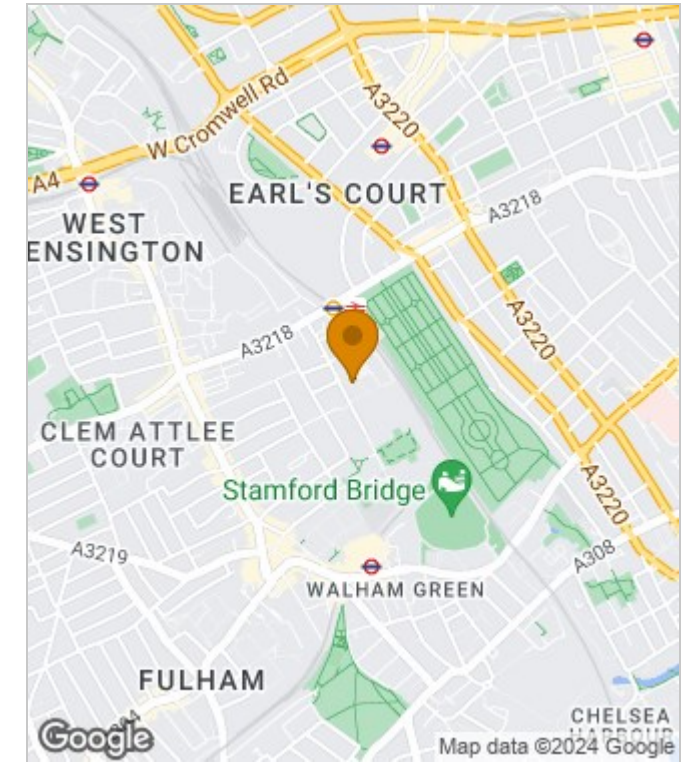 W Cromwell Rd
A3220
A4
EARL'S COURT
A3218
WEST
ENSINGTON
A3218
A3220
CLEM ATTLEE
COURT
Stamford Bridge
A3220
A3219
A308
WALHAM GREEN
FULHAM
CHELSEA
Google
Map data ©2024 Google